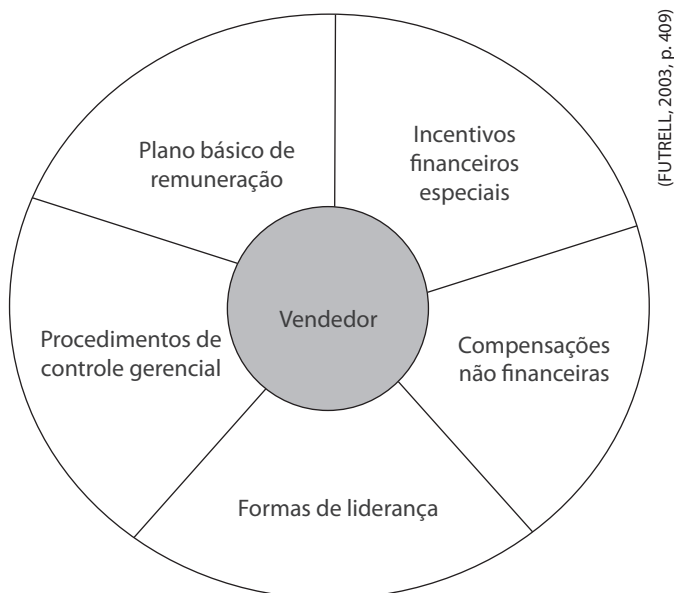 Plano básico de
remuneração
Incentivos
financeiros
especiais
Vendedor
Procedimentos de
controle gerencial
Compensações
não financeiras
Formas de liderança
(FUTRELL, 2003, p. 409)